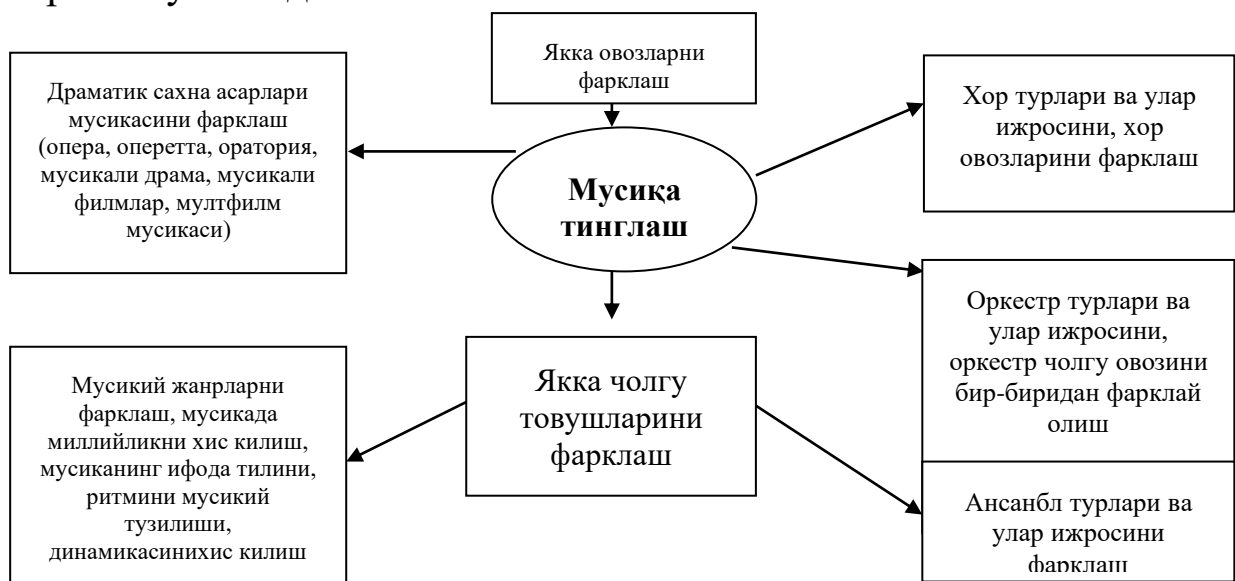 Якка овозларни
фарклаш
Драматик сахна асарлари
мусикасини фарклаш
(опера, оперетта, оратория,
мусикали драма, мусикали
филмлар, мултфилм
мусикаси)
Мусиқа
тинглаш
Хор турлари ва улар
ижросини, хор
овозларини фарклаш
Оркестр турлари ва
улар ижросини,
оркестр чолгу овозини
бир-биридан фарклай
олиш
Якка чолгу
товушларини
фарклаш
Мусикий жанрларни
фарклаш, мусикада
миллийликни хис килиш,
мусиканинг ифода тилини,
ритмини мусикий
тузилиши,
динамикасинихис килиш
Ансанбл турлари ва
улар ижросини
фарклаш